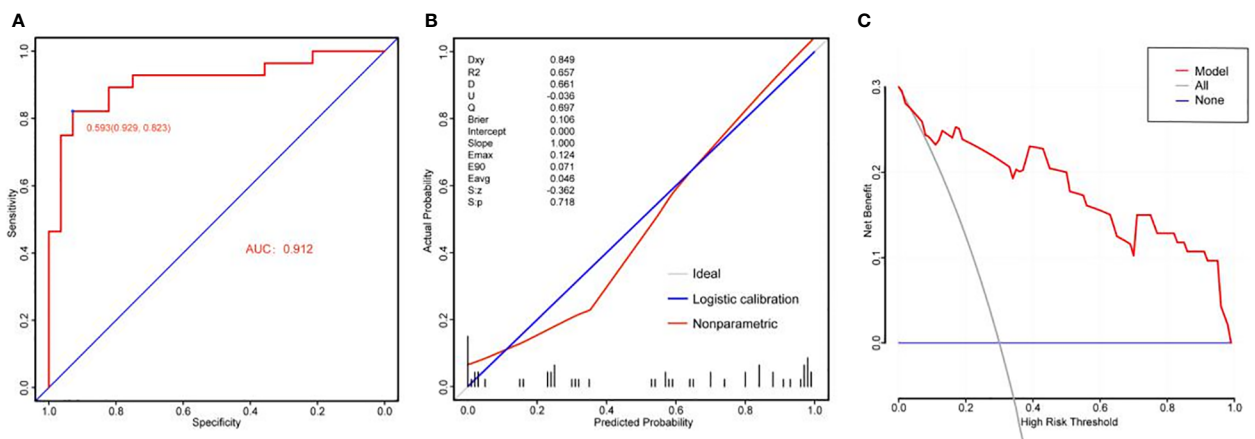 A
1.0
0.8
0.6
0.4
0.2
0.0
Sensitivity
0.593(0.929, 0.823)
AUC: 0.912
1.0 0.8 0.6 0.4 0.2 0.0
Specificity
B
1.0
0.8
0.6
0.4
0.2
0.0
Actual Probability
Dxy 0.849
R2 0.657
D 0.661
U -0.036
Q 0.697
Brier 0.106
Intercept 0.000
Slope 1.000
Emax 0.124
E90 0.071
Eavg 0.046
S:z -0.362
S:p 0.718
Ideal
Logistic calibration
Nonparametric
0.0 0.2 0.4 0.6 0.8 1.0
Predicted Probability
C
Model
All
None
0.3
0.2
0.1
0.0
Net Benefit
0.0 0.2 0.4 0.6 0.8 1.0
High Risk Threshold